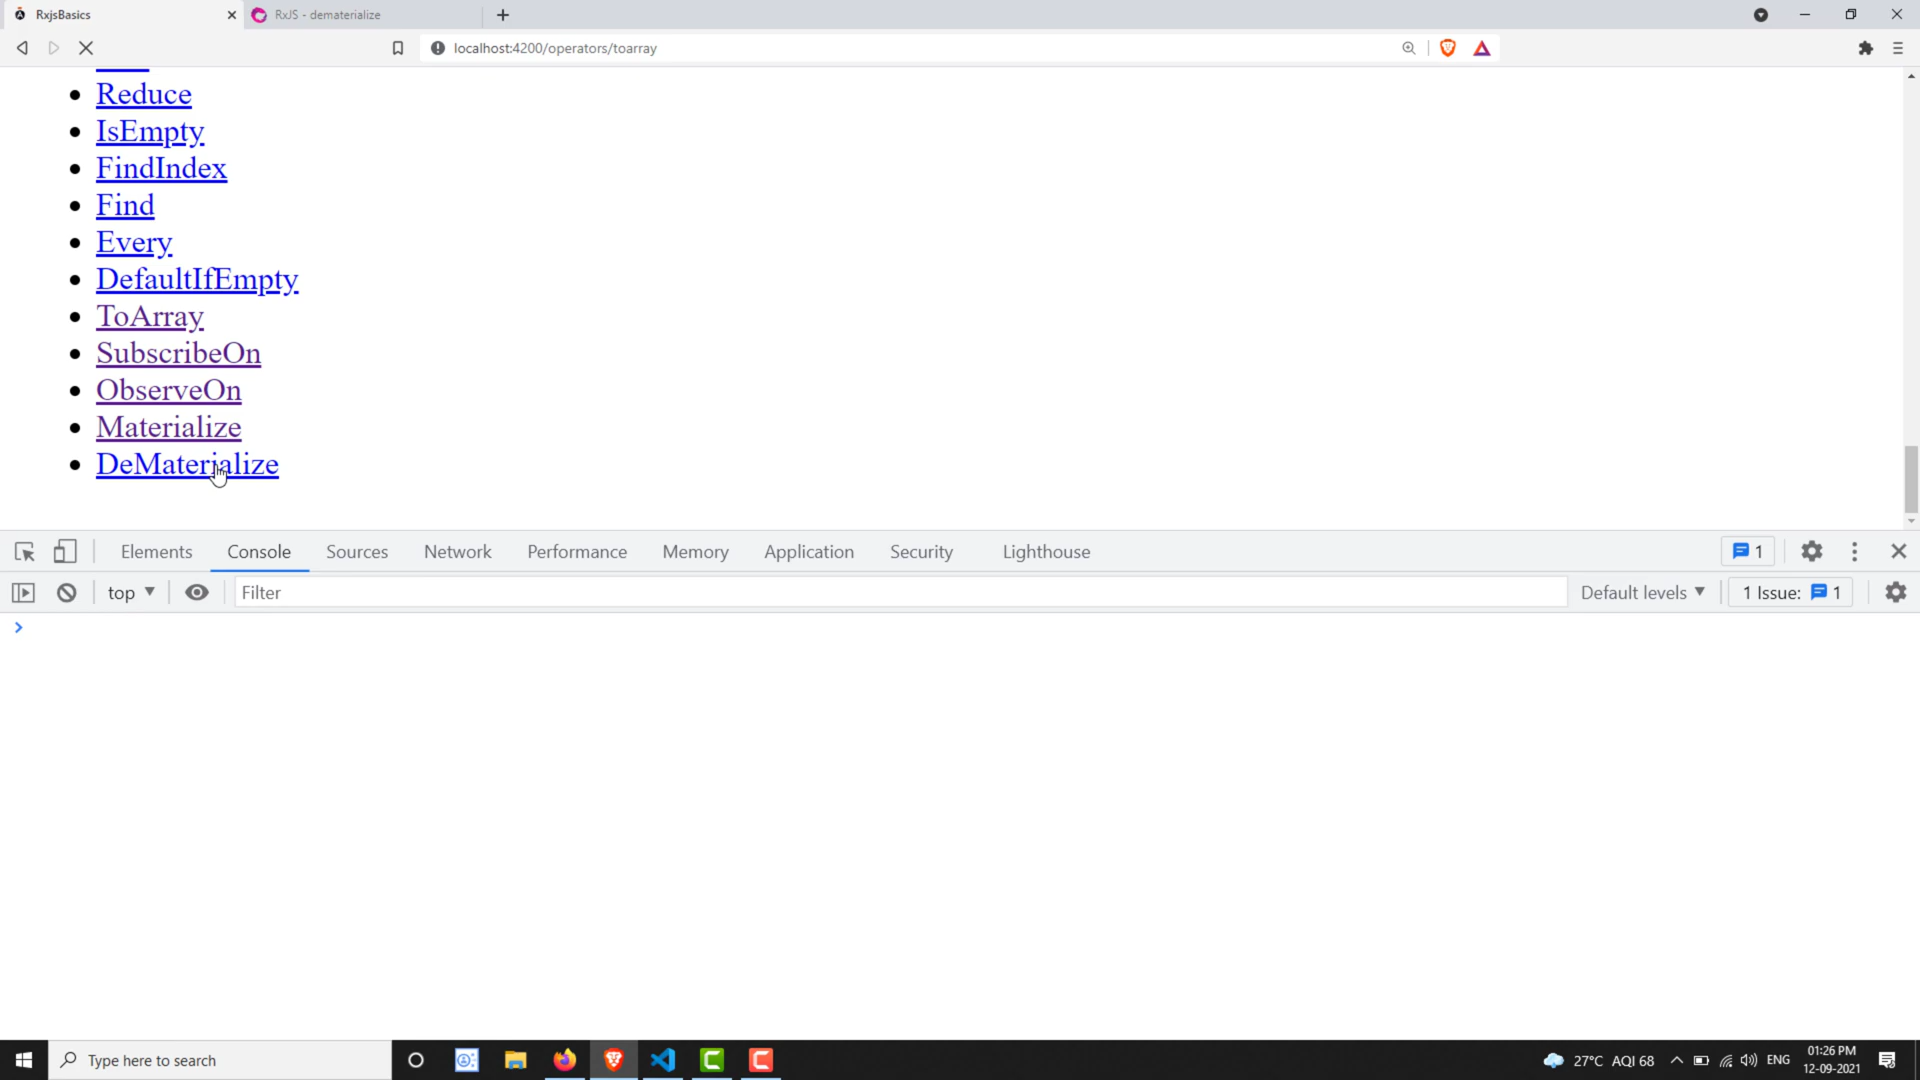 RxjsBasics
RxJS - dematerialize
localhost:4200/operators/toarray
Reduce
IsEmpty
FindIndex
Find
Every
DefaultIfEmpty
ToArray
SubscribeOn
ObserveOn
Materialize
DeMaterialize
Elements Console Sources Network Performance Memory Application Security Lighthouse 1
top Filter Default levels 1 Issue: 1
Type here to search
27°C AQI 68 ENG
01:26 PM
12-09-2021